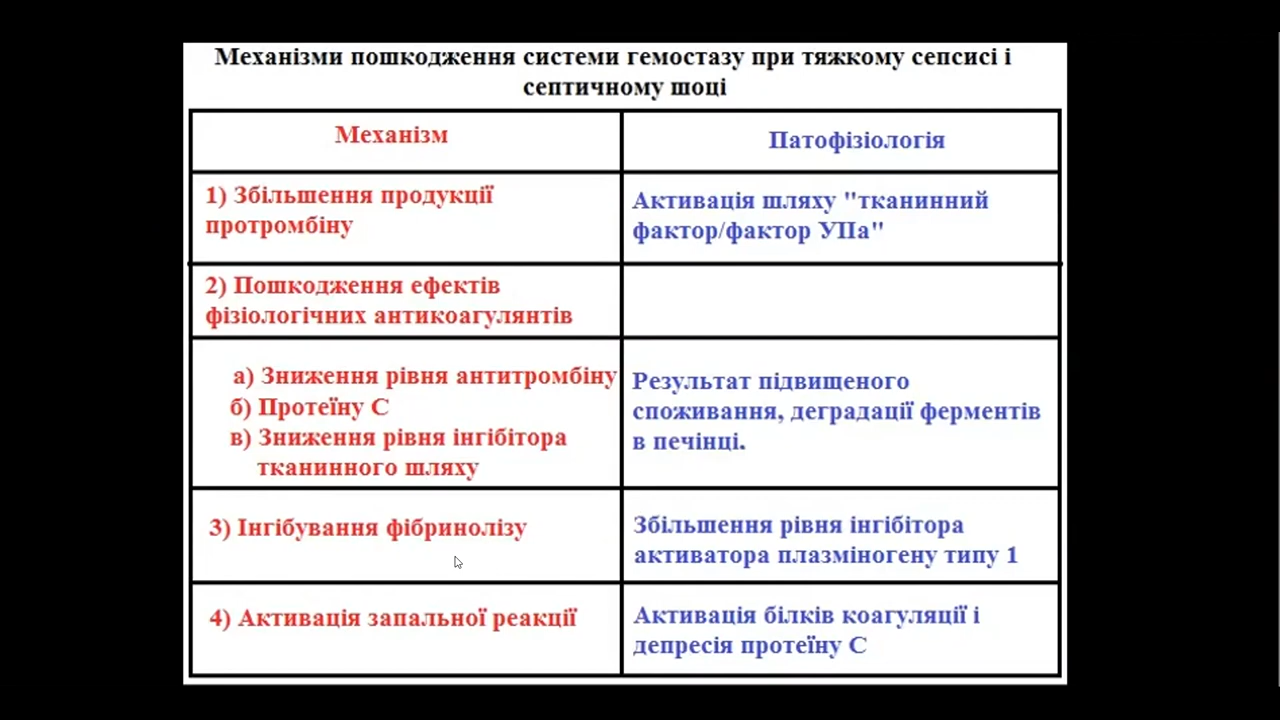 Механізми пошкодження системи гемостазу при тяжкому сепсисі і
септичному шоці
Механізм
Патофізіологія
1) Збільшення продукції
протромбіну
Активація шляху "тканинний
фактор/фактор УІІа"
2) Пошкодження ефектів
фізіологічних антикоагулянтів
а) Зниження рівня антитромбіну
б) Протеїну С
в) Зниження рівня інгібітора
тканинного шляху
Результат підвищеного
споживання, деградації ферментів
в печінці.
3) Інгібування фібринолізу
Збільшення рівня інгібітора
активатора плазміногену типу 1
4) Активація запальної реакції
Активація білків коагуляції і
депресія протеїну С